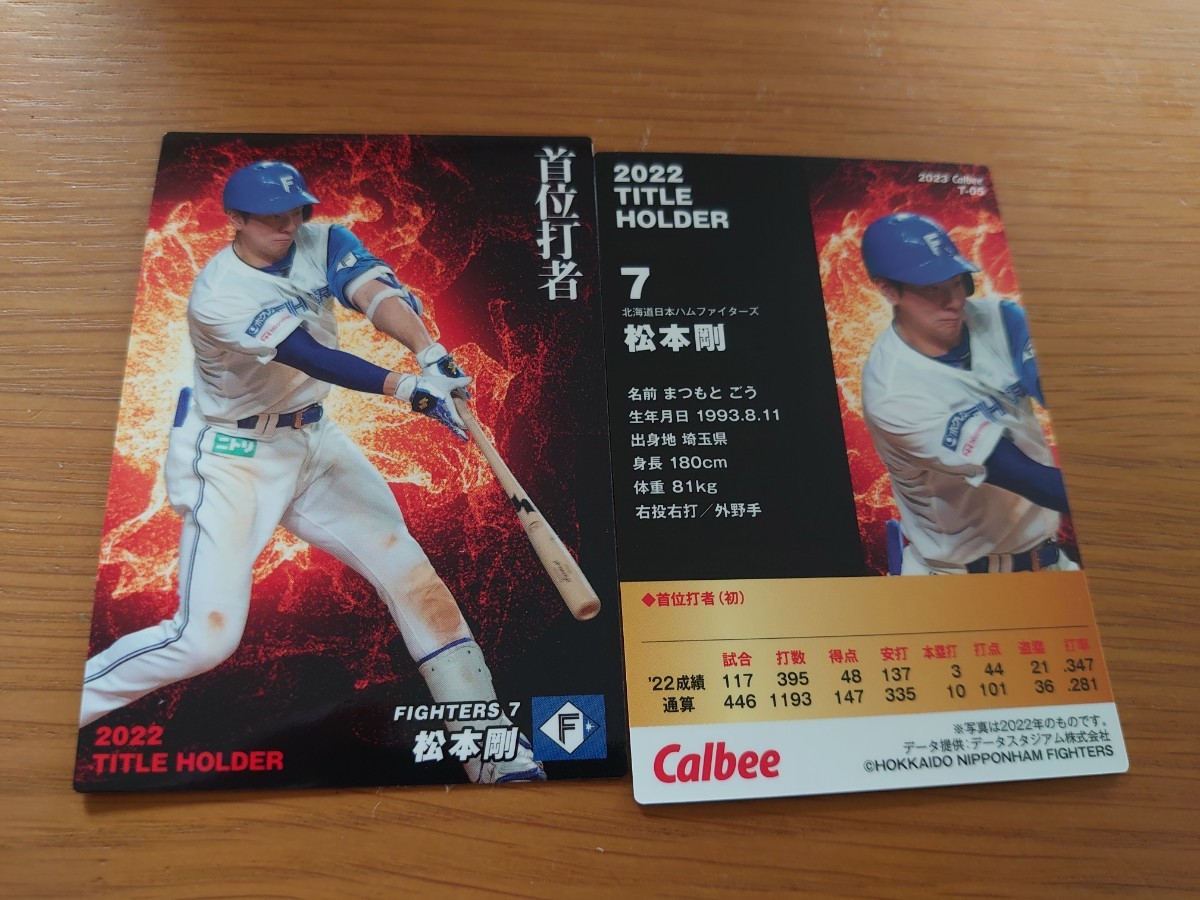 首位打者
F
ニトリ
FIGHTERS 7
松本剛
F
2022
TITLE HOLDER
2022
TITLE
HOLDER
2023 Calbee
T-05
7
北海道日本ハムファイターズ
松本剛
名前 まつもと ごう
生年月日 1993.8.11
出身地 埼玉県
身長 180cm
体重 81kg
右投右打/外野手
F
◆首位打者(初)
試合 打数 得点 安打 本塁打 打点 盗塁 打率
'22成績 117 395 48 137 3 44 21 .347
通算 446 1193 147 335 10 101 36 .281
※写真は2022年のものです。
データ提供:データスタジアム株式会社
©HOKKAIDO NIPPONHAM FIGHTERS
Calbee